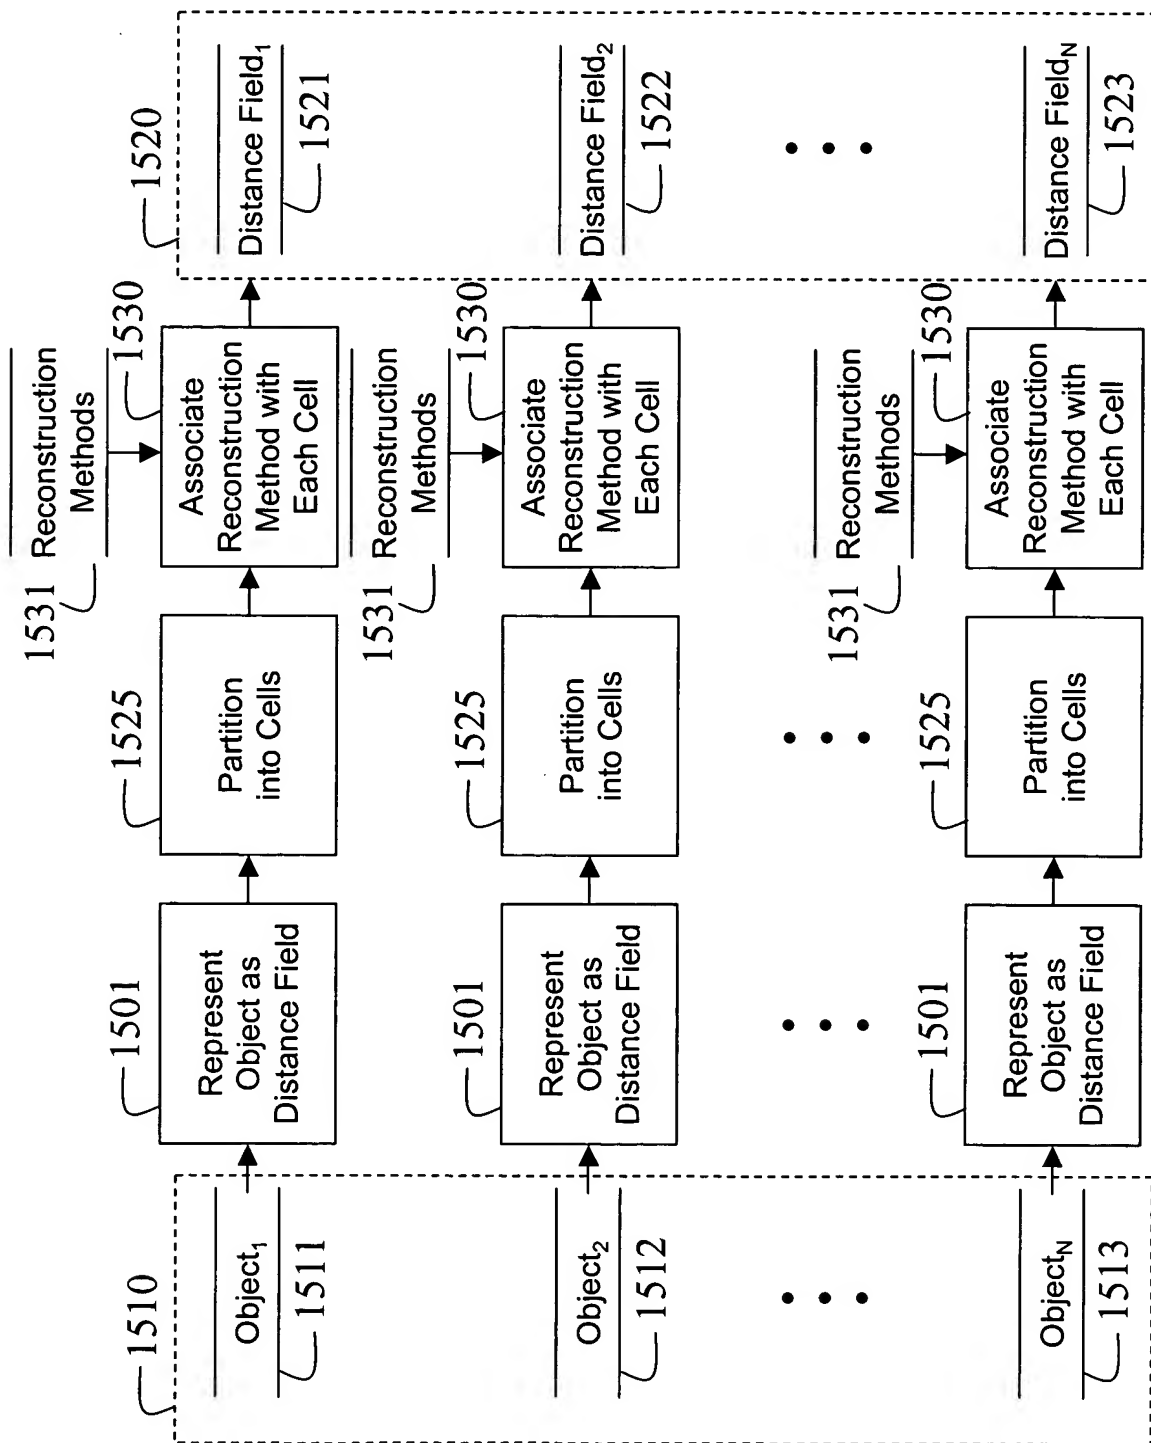 1510
Object1
1511
1501
Represent
Object as
Distance Field
1525
Partition
into Cells
1531
Reconstruction
Methods
1530
Associate
Reconstruction
Method with
Each Cell
1520
Distance Field1
1521
Object2
1512
1501
Represent
Object as
Distance Field
1525
Partition
into Cells
1531
Reconstruction
Methods
1530
Associate
Reconstruction
Method with
Each Cell
Distance Field2
1522
ObjectN
1513
1501
Represent
Object as
Distance Field
1525
Partition
into Cells
1531
Reconstruction
Methods
1530
Associate
Reconstruction
Method with
Each Cell
Distance FieldN
1523